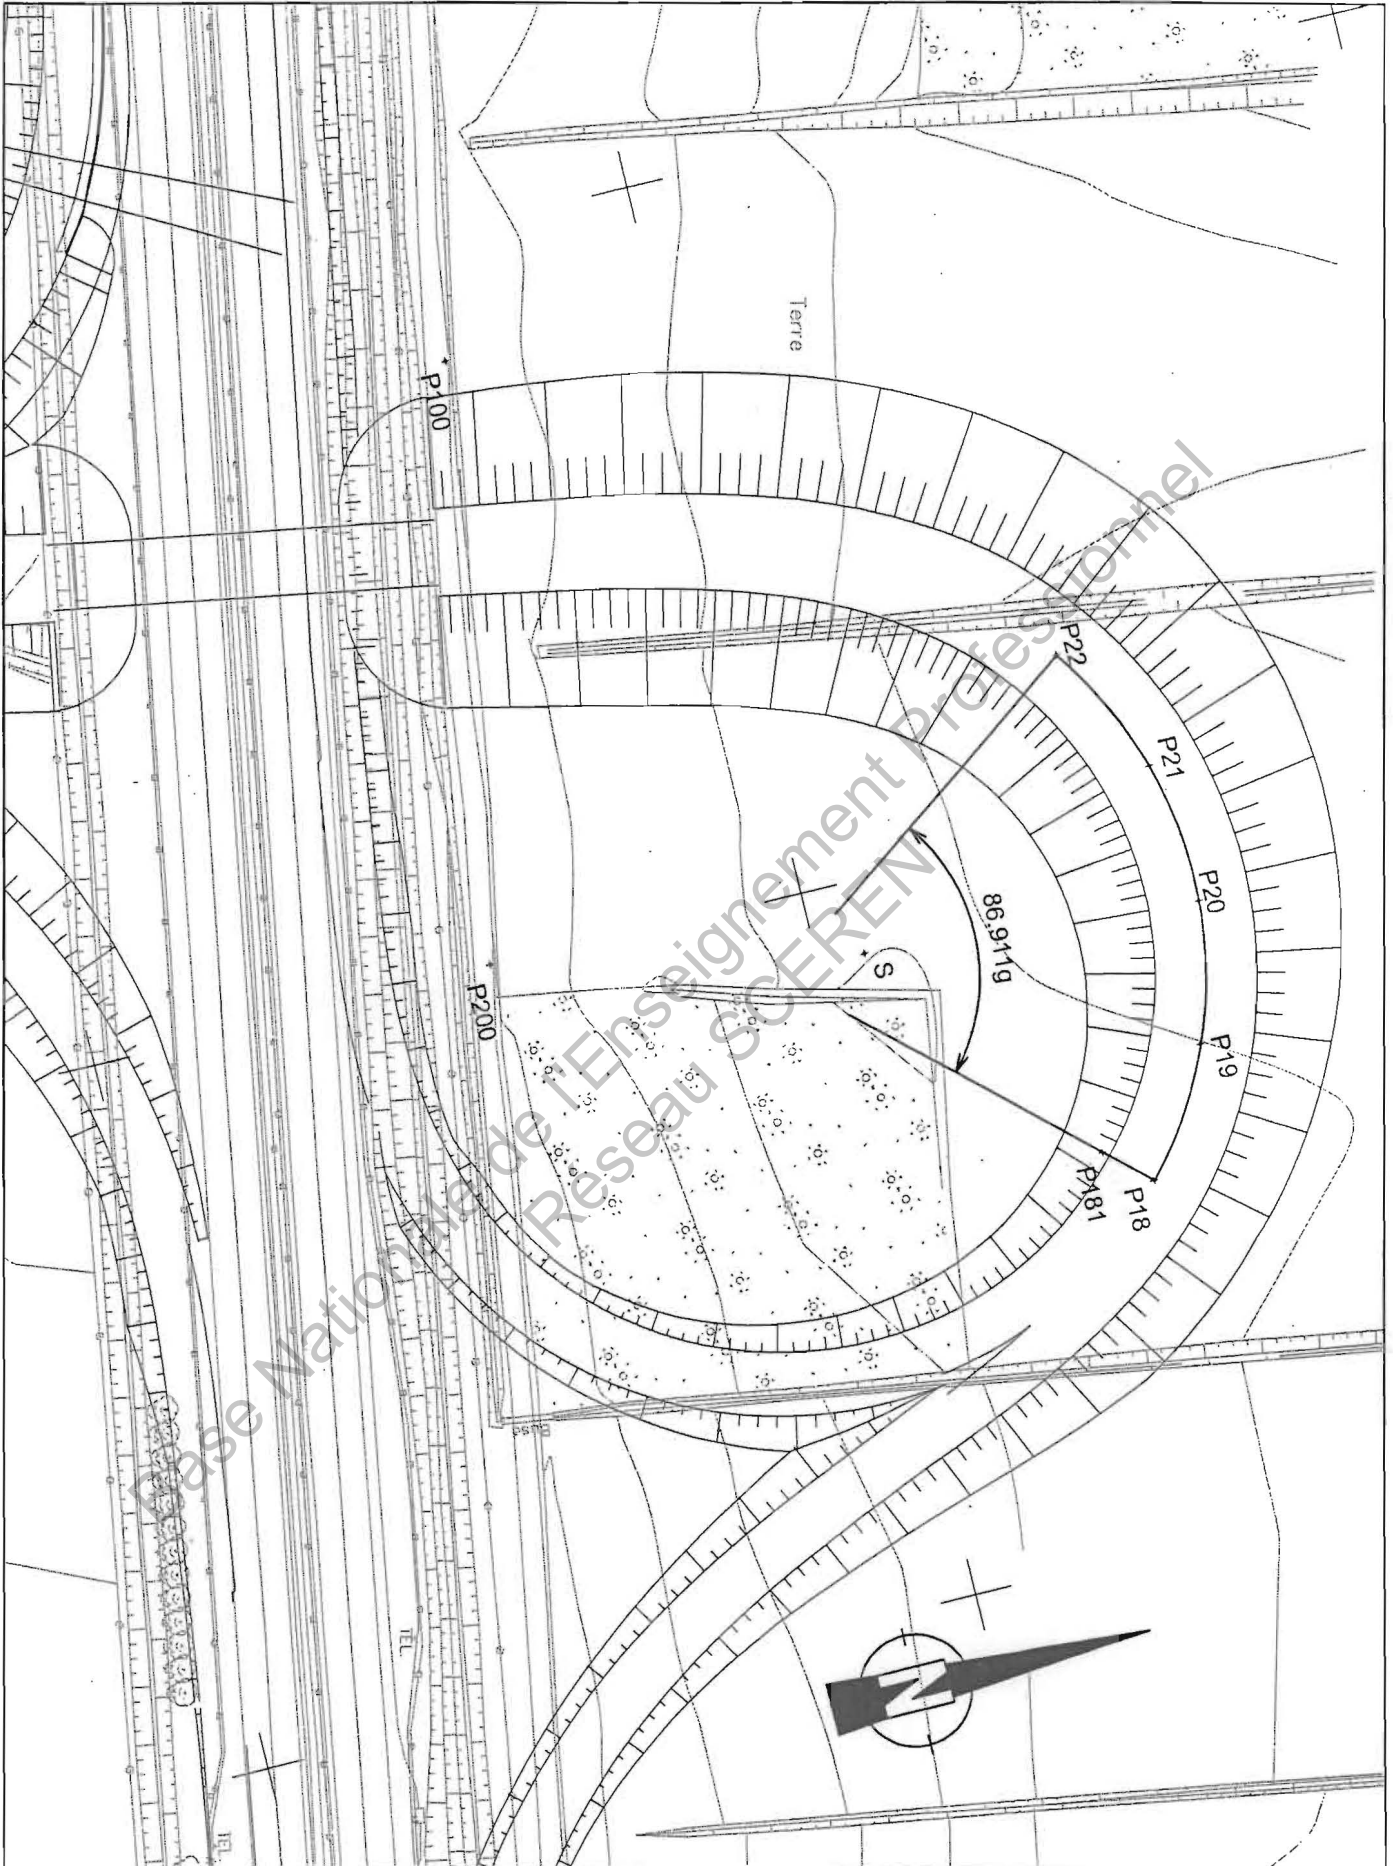 Terre
P100
P22
P21
P20
86.911g
S
P200
P19
P181
P18
Buse
TEL
TEL
N
Base Nationale de l'Enseignement Professionnel
Réseau SCEREN